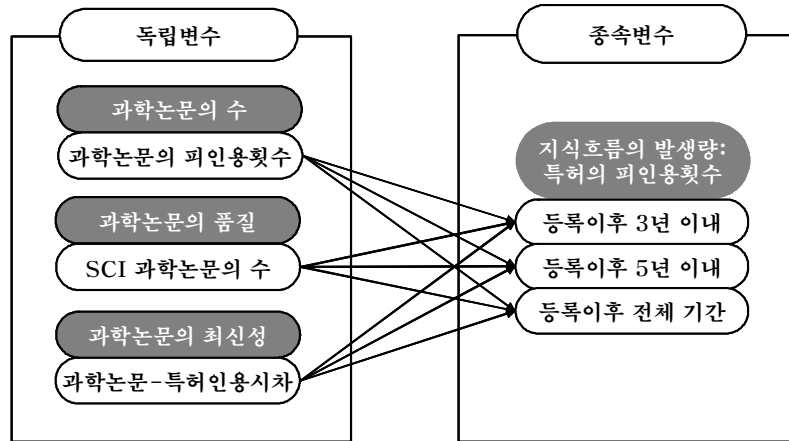 독립변수
과학논문의 수
과학논문의 피인용횟수
과학논문의 품질
SCI 과학논문의 수
과학논문의 최신성
과학논문-특허인용시차
종속변수
지식흐름의 발생량:
특허의 피인용횟수
등록이후 3년 이내
등록이후 5년 이내
등록이후 전체 기간